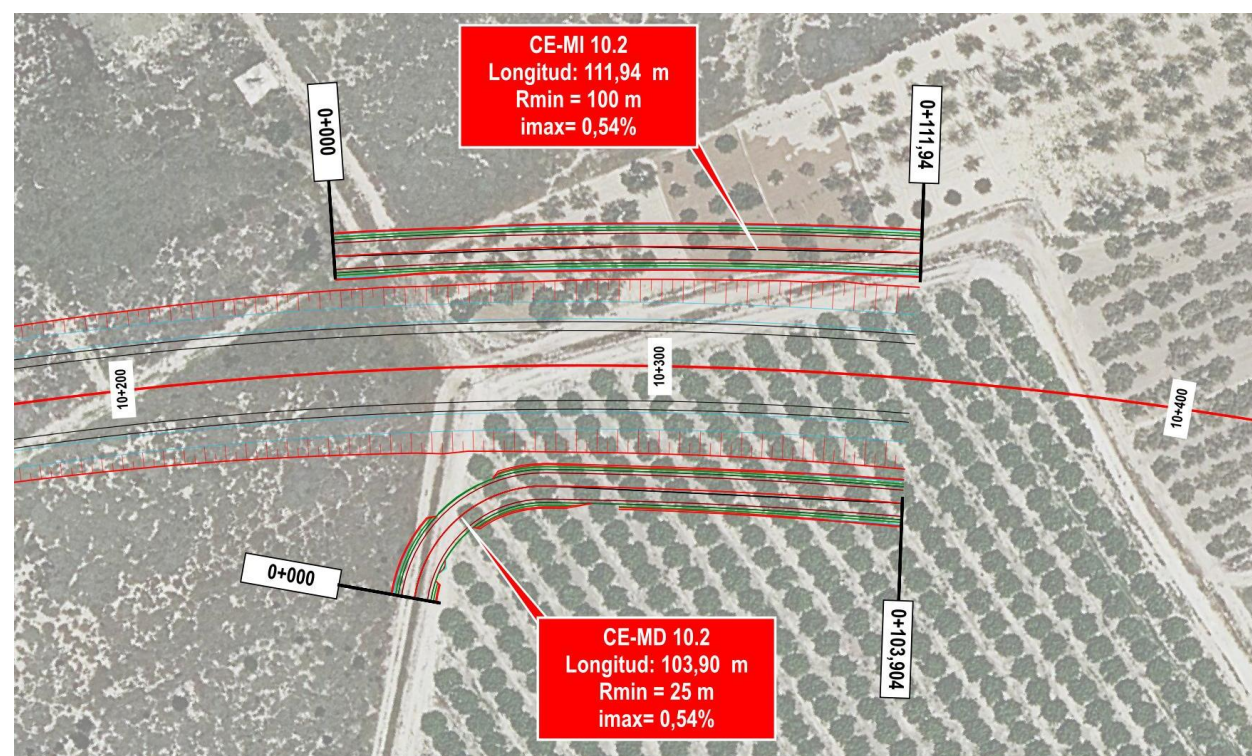 CE-MI 10.2
Longitud: 111,94 m
Rmin = 100 m
imax= 0,54%
0+000
0+111,94
10+200
10+300
10+400
0+000
0+103,904
CE-MD 10.2
Longitud: 103,90 m
Rmin = 25 m
imax= 0,54%